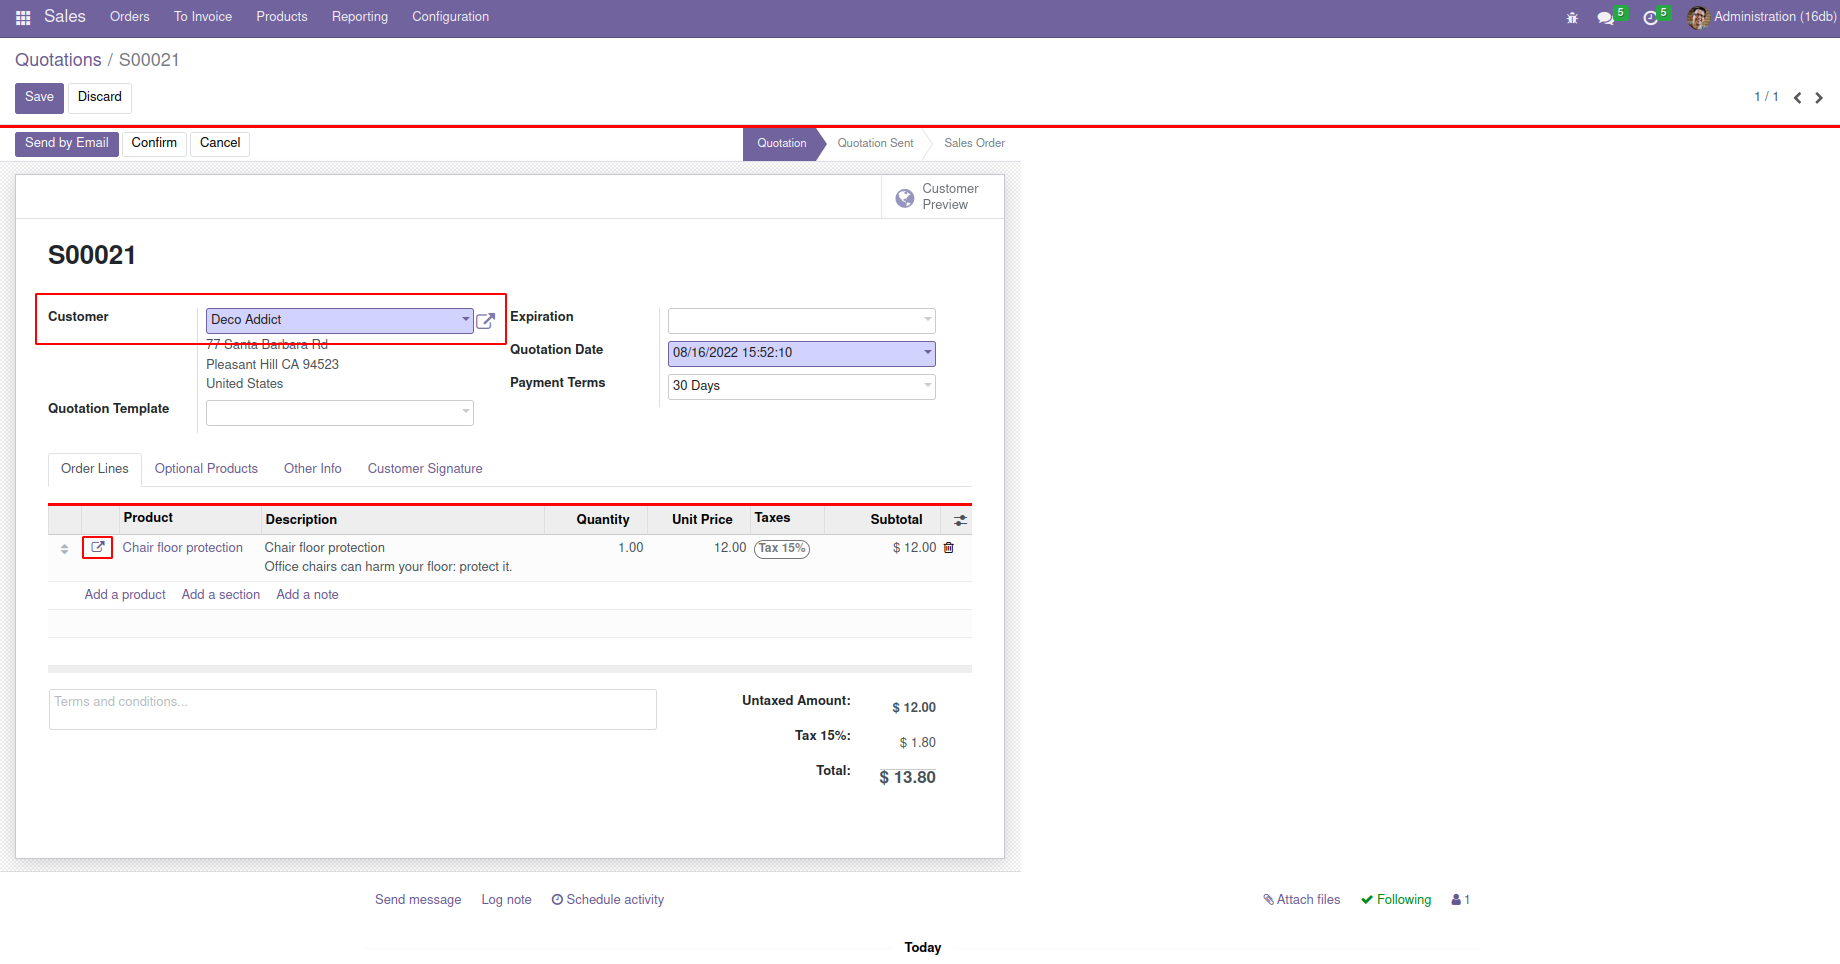 Sales Orders To Invoice Products Reporting Configuration 5 5 Administration (16db)
Quotations / S00021
Save Discard 1 / 1
Send by Email Confirm Cancel Quotation Quotation Sent Sales Order
Customer
Preview
S00021
Customer Deco Addict
77 Santa Barbara Rd
Pleasant Hill CA 94523
United States
Quotation Template
Expiration
Quotation Date 08/16/2022 15:52:10
Payment Terms 30 Days
Order Lines Optional Products Other Info Customer Signature
Product Description Quantity Unit Price Taxes Subtotal
Chair floor protection Chair floor protection 1.00 12.00 Tax 15% $ 12.00
Office chairs can harm your floor: protect it.
Add a product Add a section Add a note
Terms and conditions...
Untaxed Amount: $ 12.00
Tax 15%: $ 1.80
Total: $ 13.80
Send message Log note Schedule activity Attach files Following 1
Today